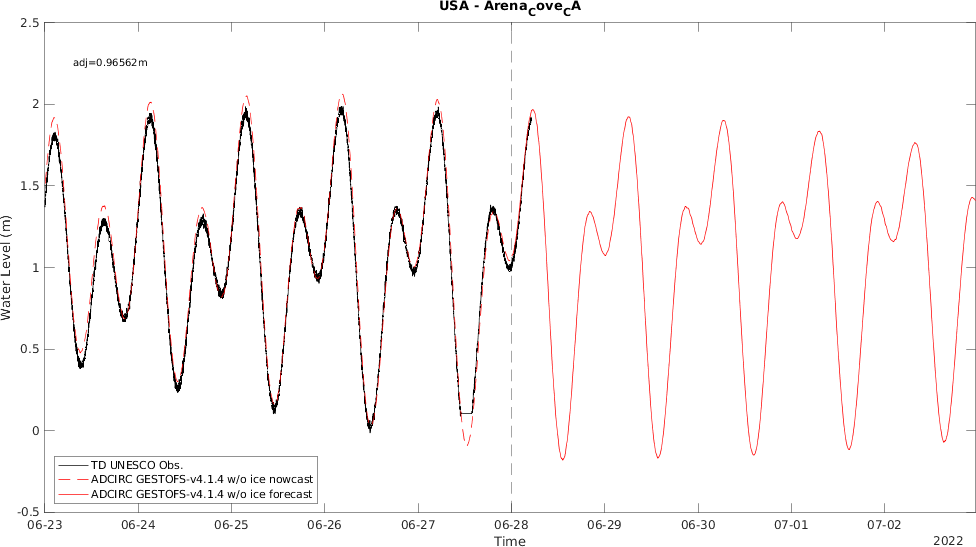 USA - Arena_Cove_CA
2.5
adj=0.96562m
2
1.5
1
0.5
0
-0.5
Water Level (m)
TD UNESCO Obs.
ADCIRC GESTOFS-v4.1.4 w/o ice nowcast
ADCIRC GESTOFS-v4.1.4 w/o ice forecast
06-23 06-24 06-25 06-26 06-27 06-28 06-29 06-30 07-01 07-02
Time
2022